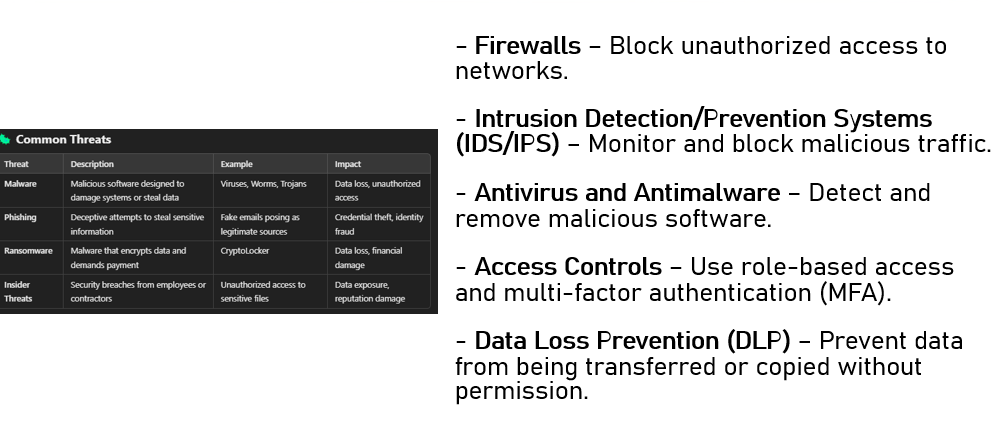 Common Threats
Threat Description Example Impact
Malware Malicious software designed to damage systems or steal data Viruses, Worms, Trojans Data loss, unauthorized access
Phishing Deceptive attempts to steal sensitive information Fake emails posing as legitimate sources Credential theft, identity fraud
Ransomware Malware that encrypts data and demands payment CryptoLocker Data loss, financial damage
Insider Threats Security breaches from employees or contractors Unauthorized access to sensitive files Data exposure, reputation damage
- Firewalls – Block unauthorized access to
networks.
- Intrusion Detection/Prevention Systems
(IDS/IPS) – Monitor and block malicious traffic.
- Antivirus and Antimalware – Detect and
remove malicious software.
- Access Controls – Use role-based access
and multi-factor authentication (MFA).
- Data Loss Prevention (DLP) – Prevent data
from being transferred or copied without
permission.